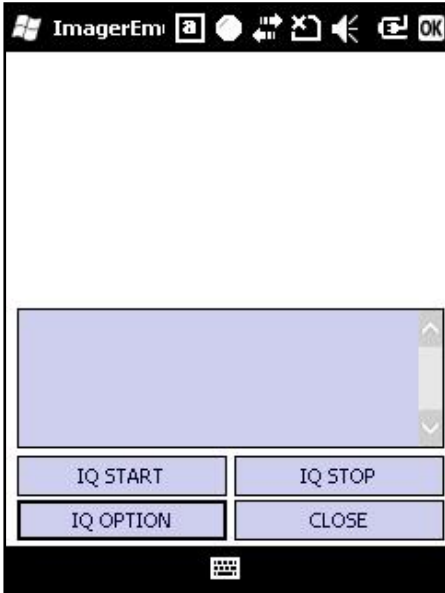 ImagerEm
a
OK
IQ START
IQ STOP
IQ OPTION
CLOSE